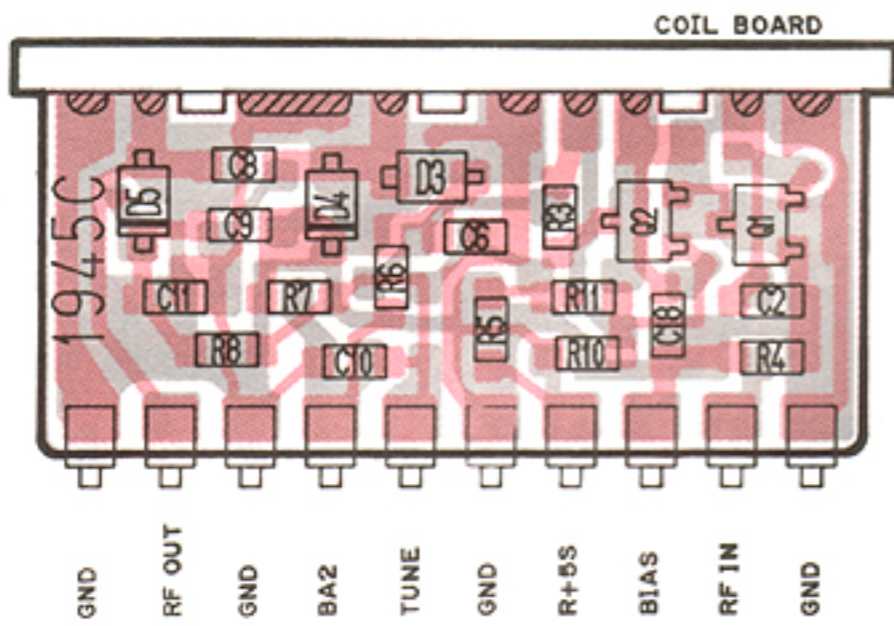 COIL BOARD
1945C
D5
C8
C9
D4
D3
C6
R3
Q2
Q1
C11
R7
R6
R5
R11
C18
C2
R8
C10
R10
R4
GND
RF OUT
GND
BA2
TUNE
GND
R+5S
BIAS
RF IN
GND